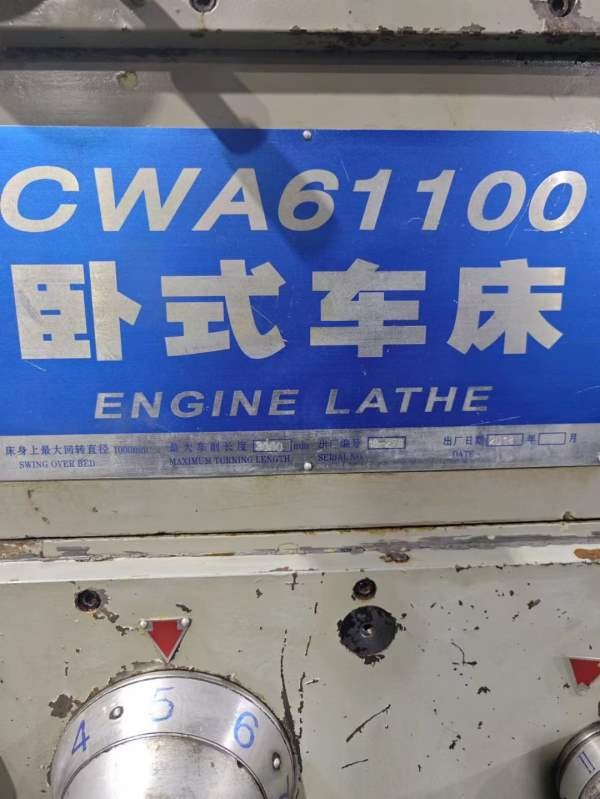 CWA61100
卧式车床
ENGINE LATHE
床身上最大回转直径 1000mm 最大车削长度 mm 出厂编号 出厂日期 年 月
SWING OVER BED MAXIMUM TURNING LENGTH SERIAL NO. DATE
4 5 6
11